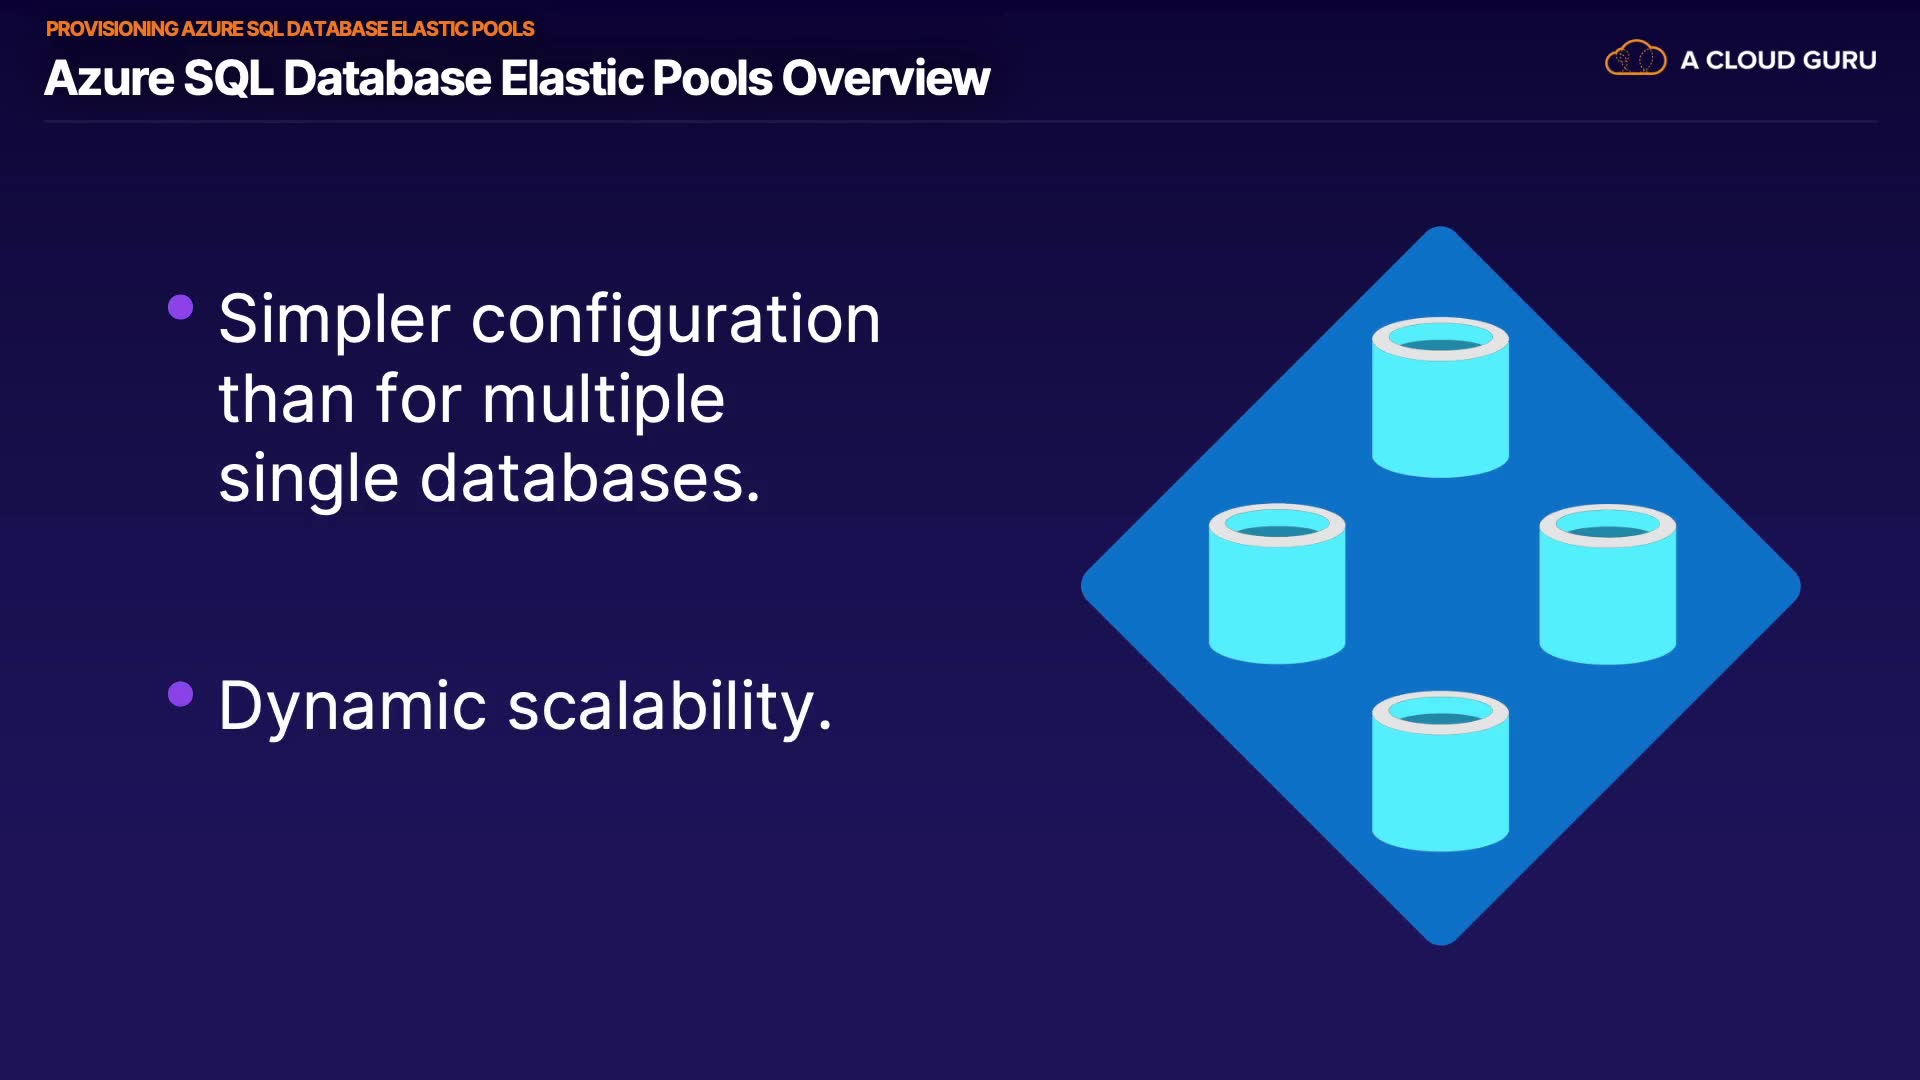 PROVISIONING AZURE SQL DATABASE ELASTIC POOLS
Azure SQL Database Elastic Pools Overview
A CLOUD GURU
• Simpler configuration
than for multiple
single databases.
• Dynamic scalability.